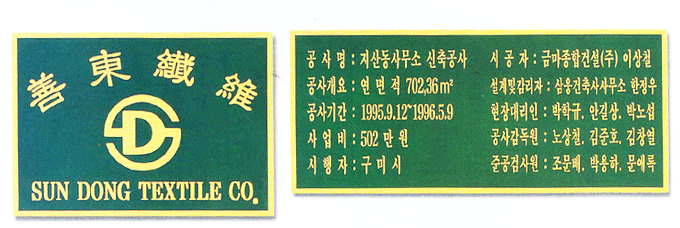 善東纖維
SD
SUN DONG TEXTILE CO.
공 사 명 : 지산동사무소 신축공사
공사개요 : 연 면 적 702,36㎡
공사기간 : 1995.9.12~1996.5.9
사 업 비 : 502 만 원
시 행 자 : 구 미 시
시 공 자 : 금마종합건설(주) 이상철
설계및감리자 : 삼웅건축사사무소 한정우
현장대리인 : 박학규, 안길상, 박노섭
공사감독원 : 노상철, 김준호, 김창열
준공검사원 : 조문배, 박용하, 문애록